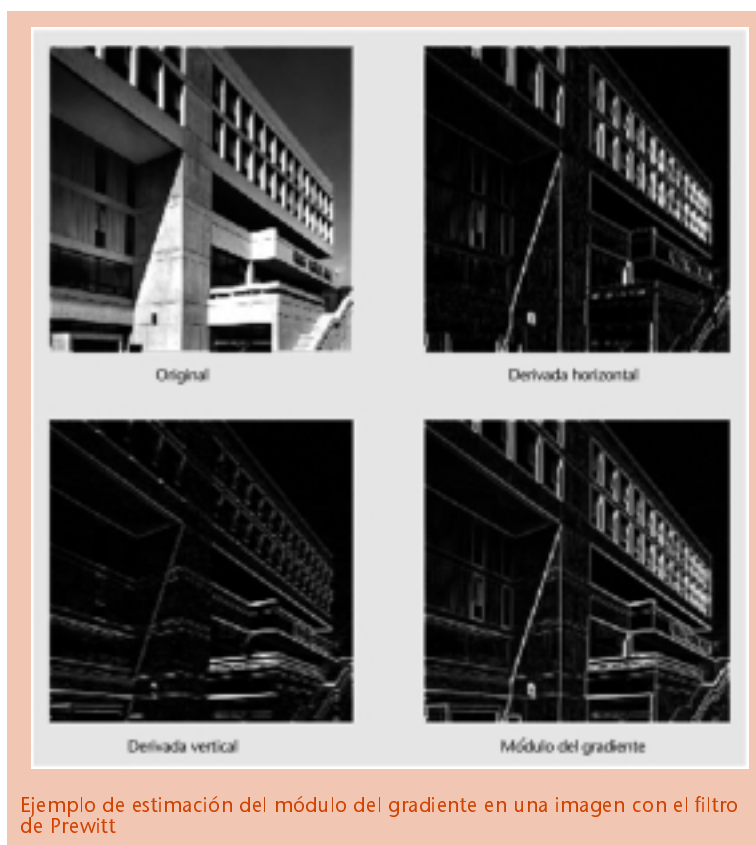 Original
Derivada horizontal
Derivada vertical
Módulo del gradiente
Ejemplo de estimación del módulo del gradiente en una imagen con el filtro
de Prewitt